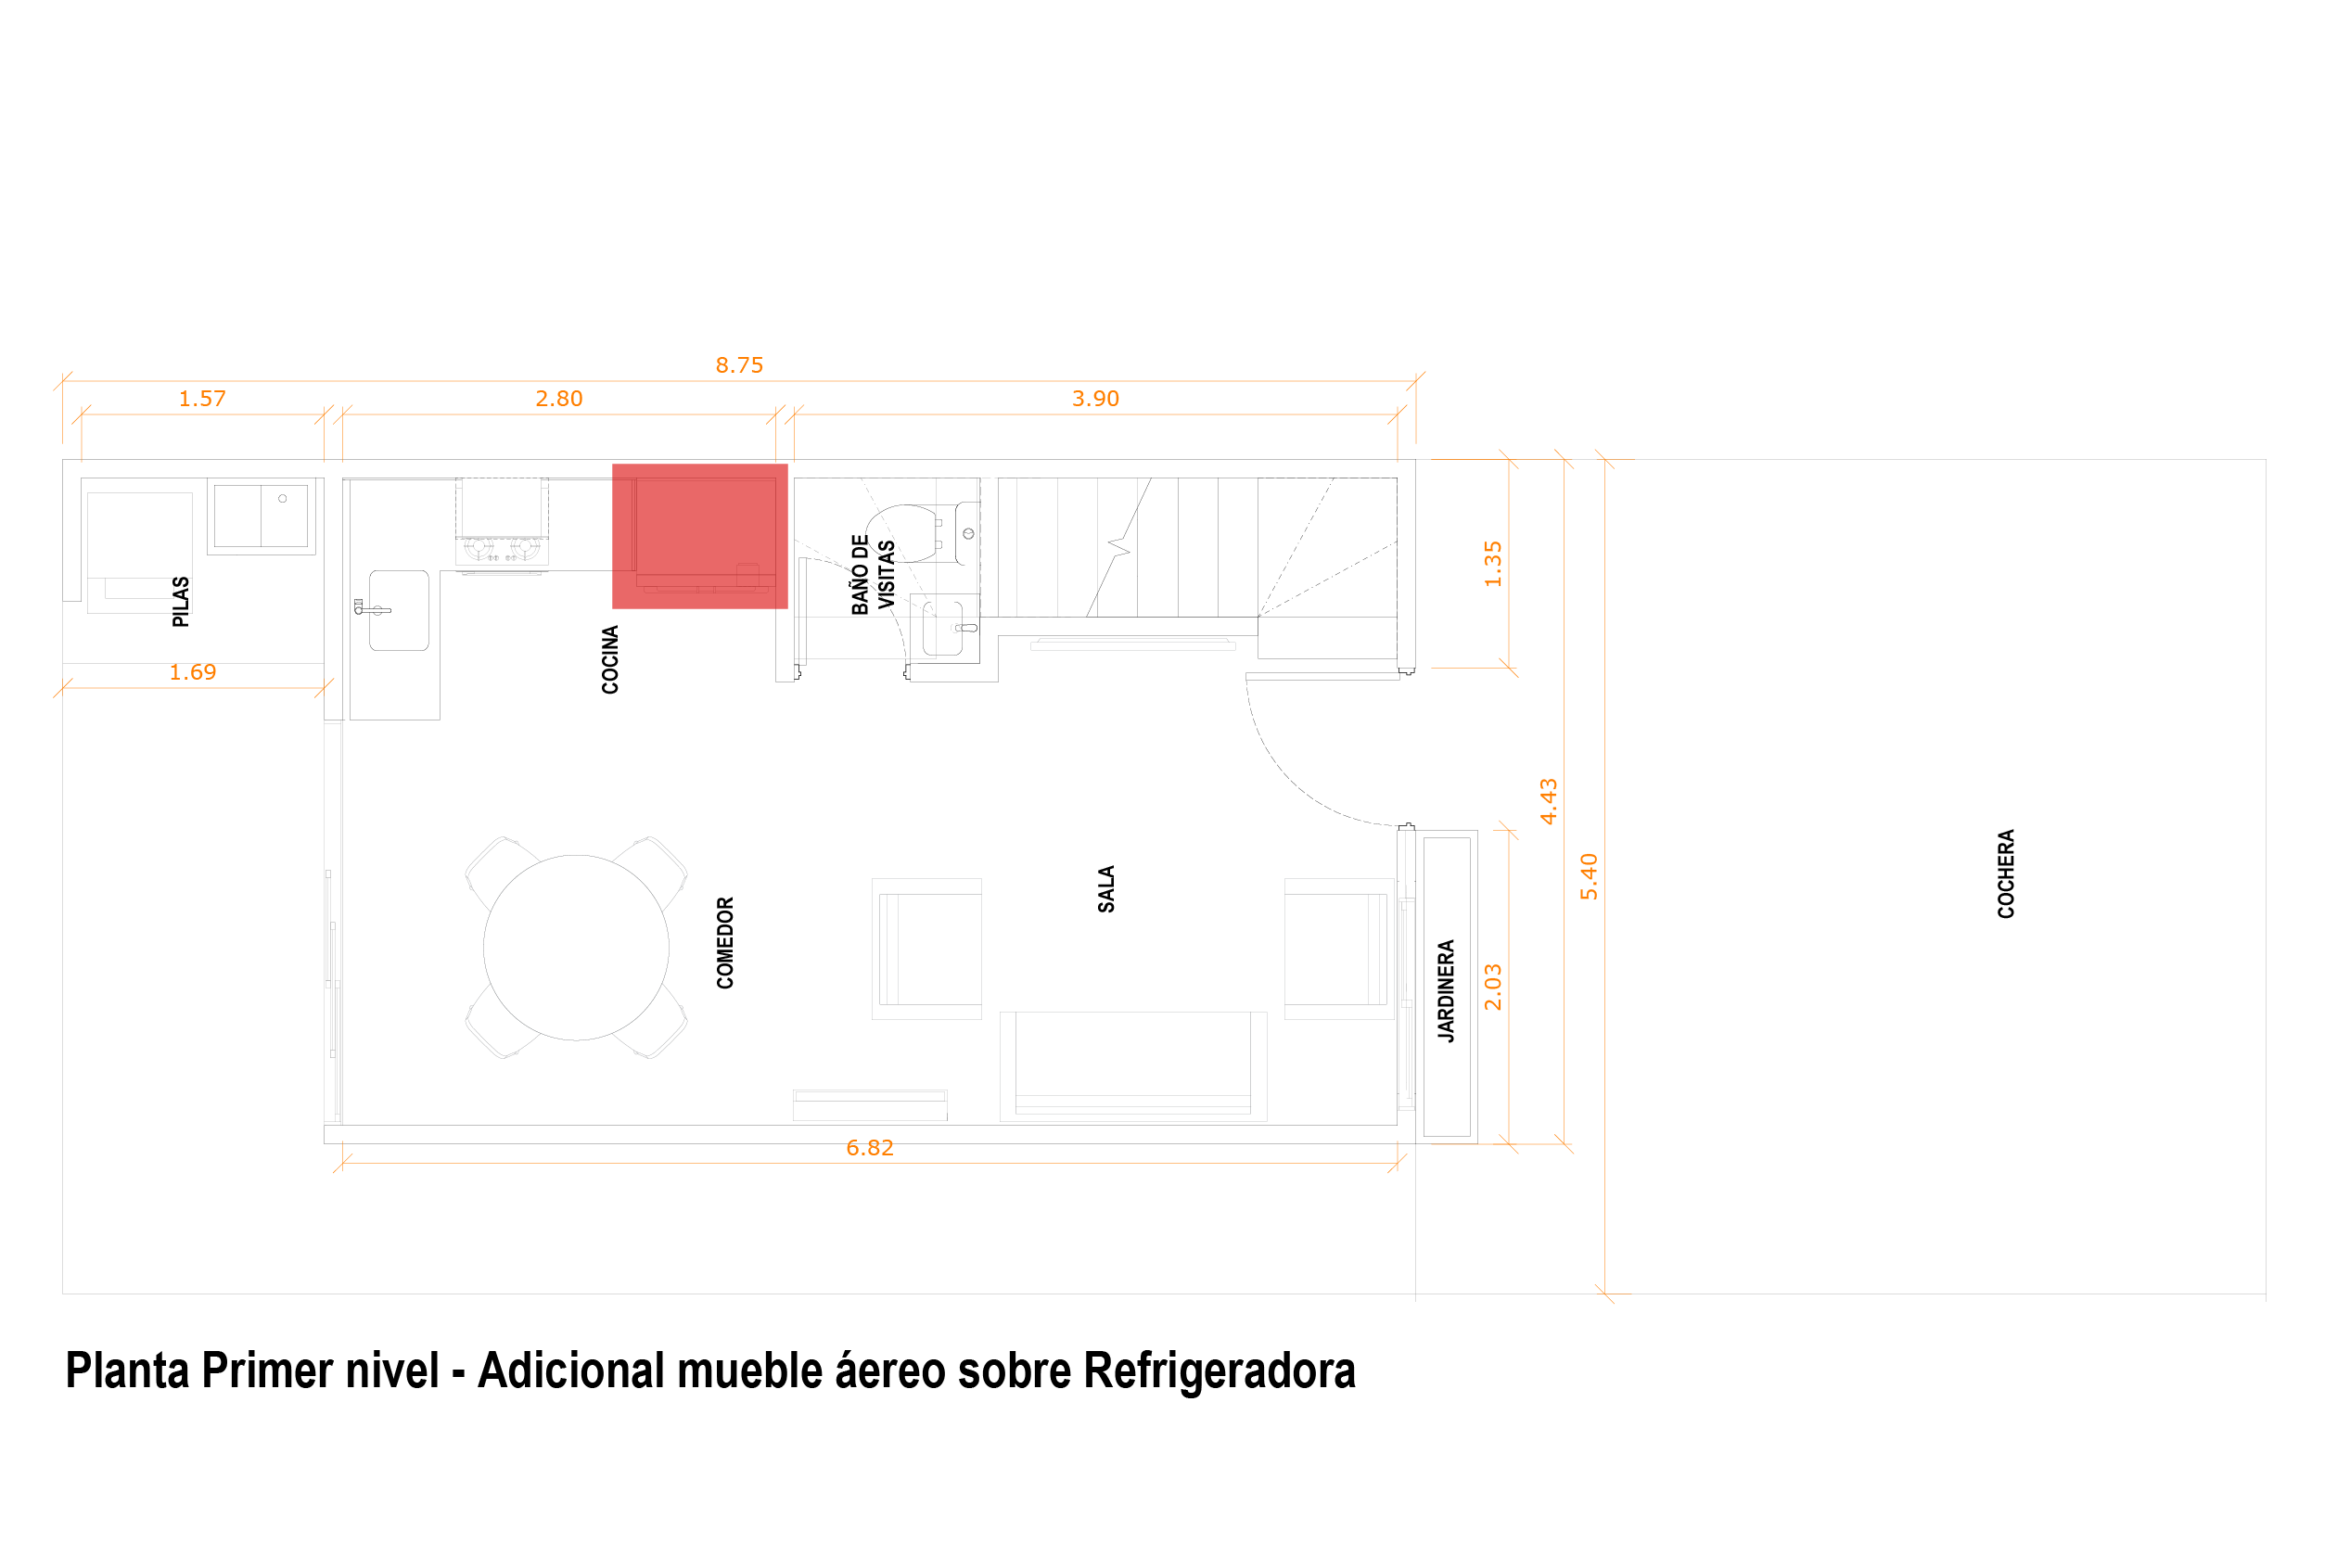 8.75
1.57
2.80
3.90
PILAS
1.69
COCINA
BAÑO DE
VISITAS
1.35
4.43
5.40
COMEDOR
SALA
JARDINERA
2.03
COCHERA
6.82
Planta Primer nivel - Adicional mueble áereo sobre Refrigeradora